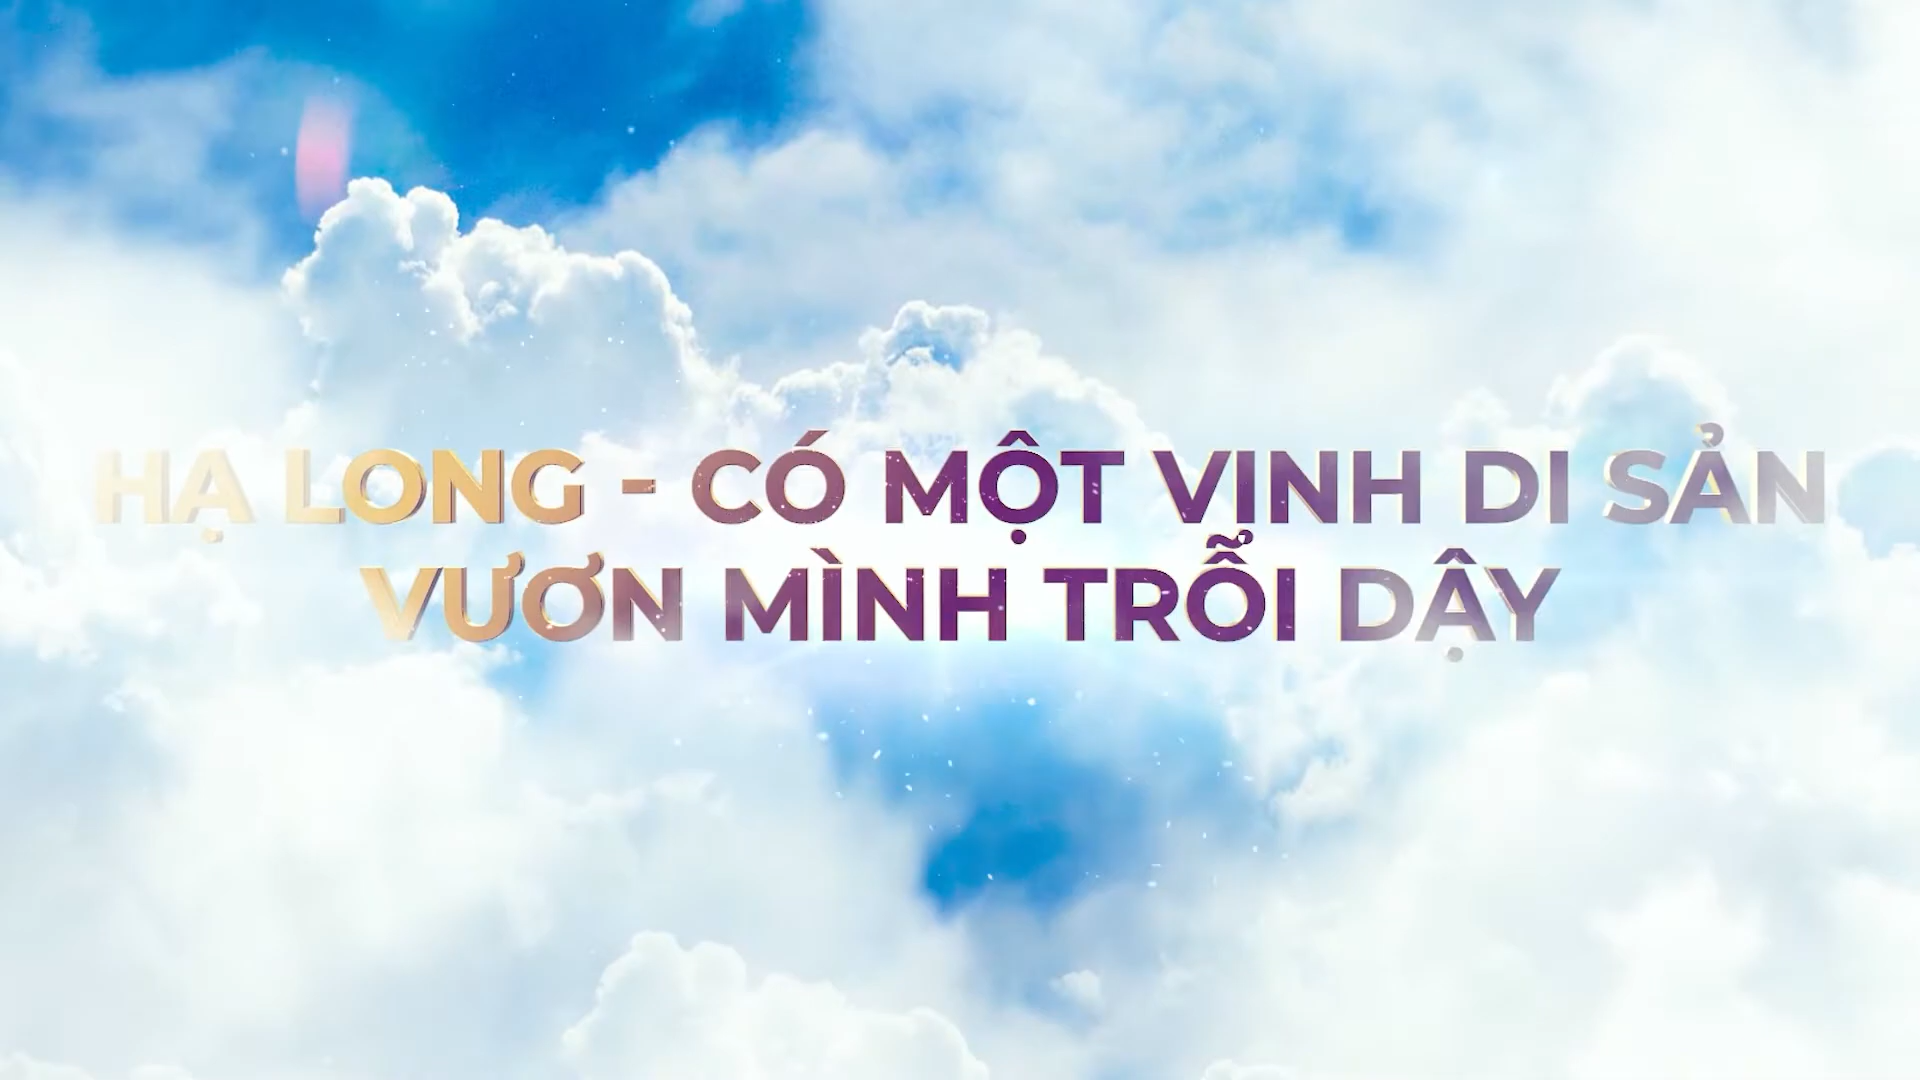 HẠ LONG - CÓ MỘT VỊNH DI SẢN
VƯƠN MÌNH TRỖI DẬY